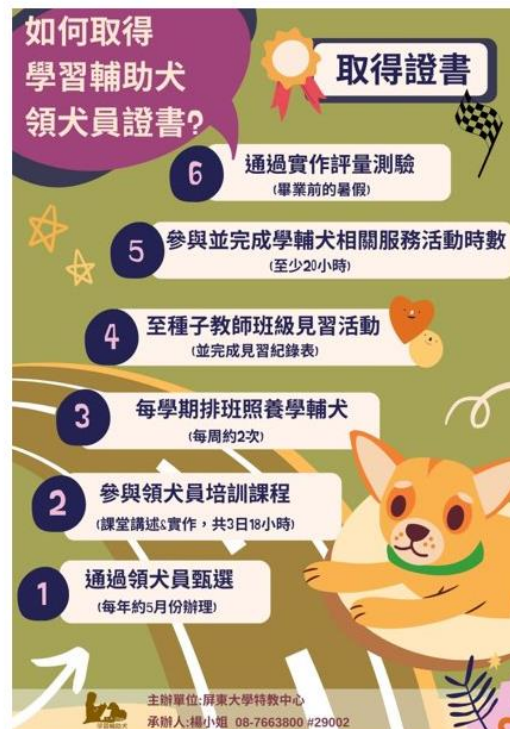 如何取得
學習輔助犬
領犬員證書?
取得證書
6
通過實作評量測驗
(畢業前的暑假)
5
參與並完成學輔犬相關服務活動時數
(至少20小時)
4
至種子教師班級見習活動
(並完成見習紀錄表)
3
每學期排班照養學輔犬
(每周約2次)
2
參與領犬員培訓課程
(課堂講述&實作，共3日18小時)
1
通過領犬員甄選
(每年約5月份辦理)
主辦單位:屏東大學特教中心
承辦人:楊小姐 08-7663800 #29002
學習輔助犬